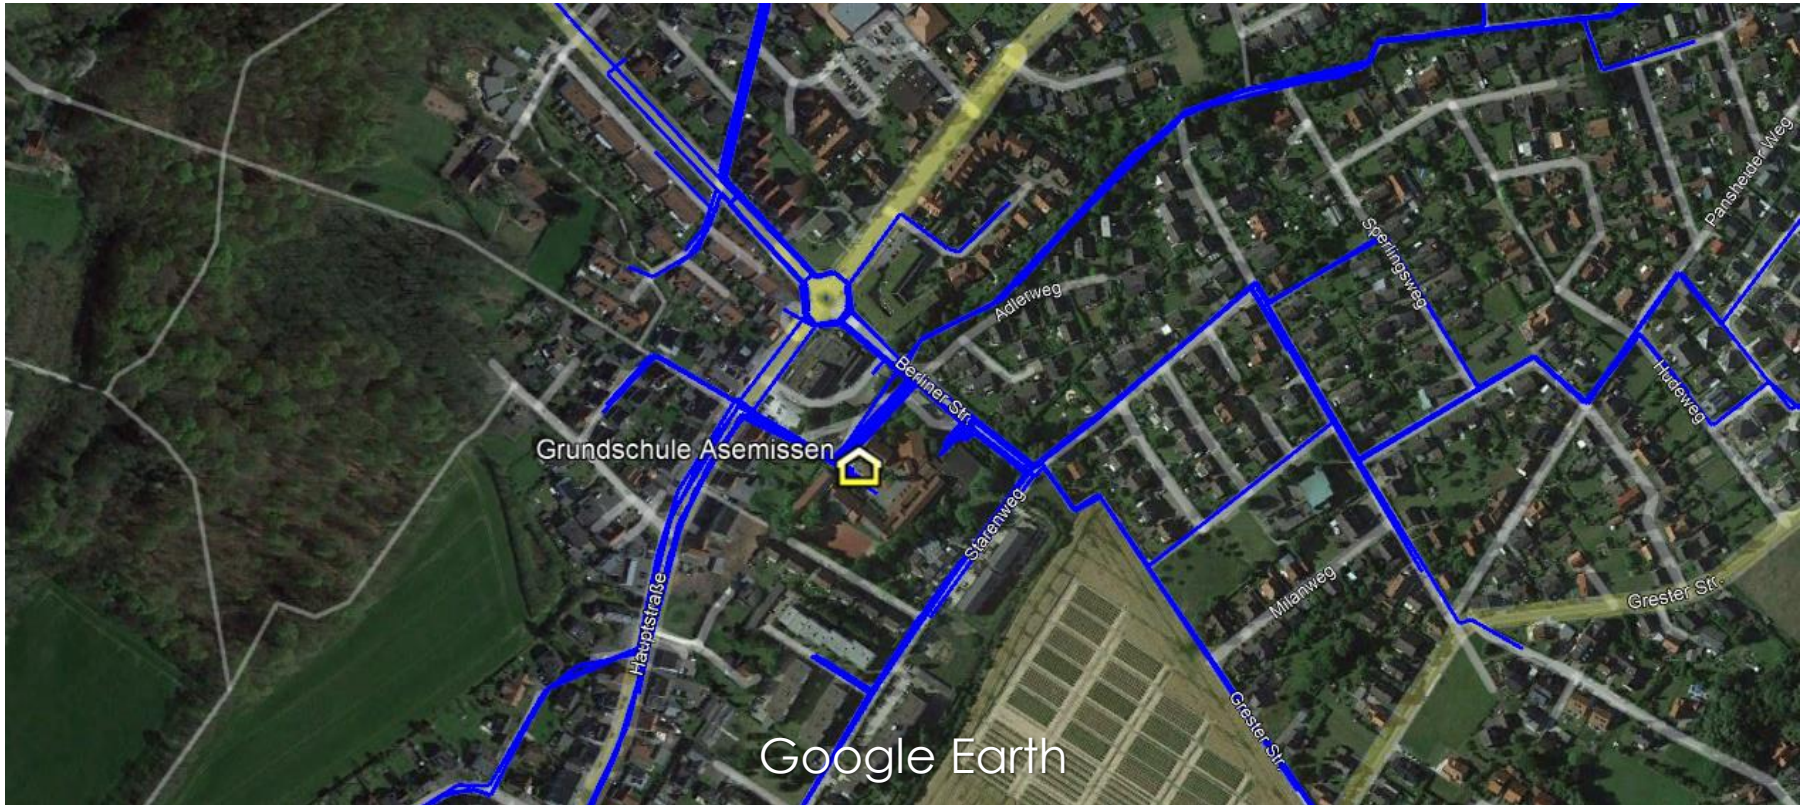 Pansheider Weg
Sperlingsweg
Adlerweg
Berliner Str.
Hudeweg
Grundschule Asemissen
Starenweg
Milanweg
Grester Str.
Hauptstraße
Grester Str.
Google Earth